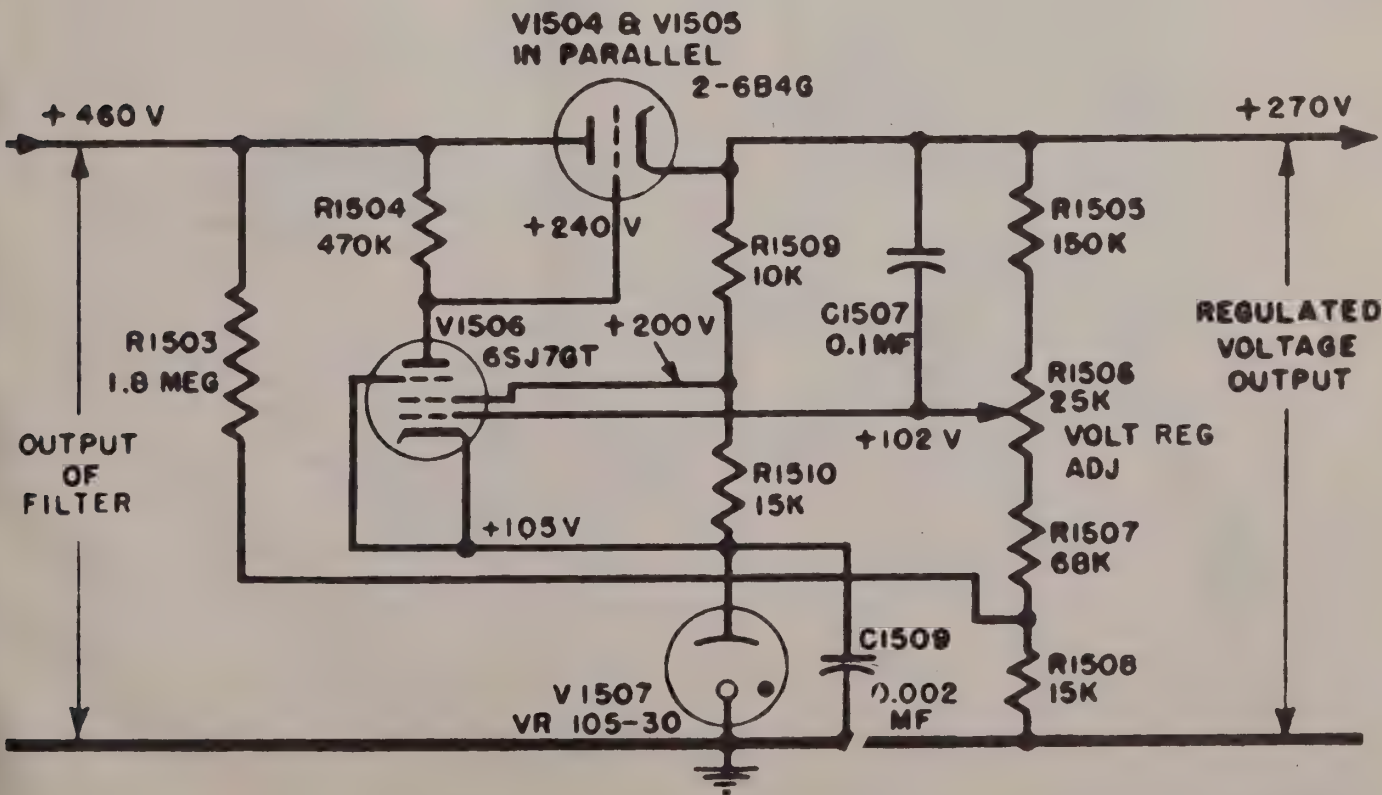 V1504 & V1505
IN PARALLEL
2-6B4G
+ 460 V
+ 270V
R1504
470K
+240 V
R1509
10K
R1505
150K
C1507
0.1 MF
R1503
1.8 MEG
V1506
6SJ7GT
+200 V
R1506
25K
VOLT REG
ADJ
REGULATED
VOLTAGE
OUTPUT
OUTPUT
OF
FILTER
+102 V
R1510
15K
+105V
R1507
68K
C1509
0.002
MF
V1507
VR 105-30
R1508
15K